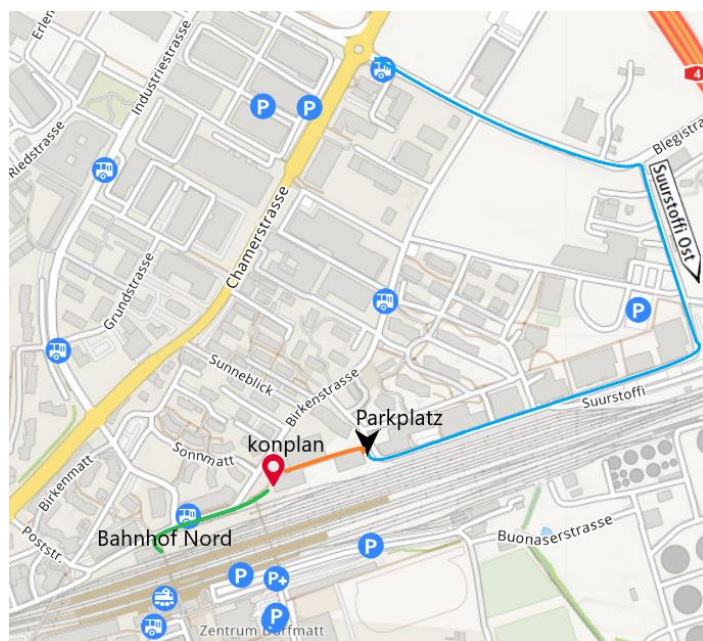 Erlen
Industriestrasse
P
P
4
Riedstrasse
Blegistra
Suurstoffi Ost
Chamerstrasse
Grundstrasse
P
Sunneblick
Birkenstrasse
Suurstoffi
Parkplatz
konplan
Sonnmatt
Birkenmatt
Poststr.
Bahnhof Nord
Buonaserstrasse
P
P
P+
P
Zentrum Dorfmatt